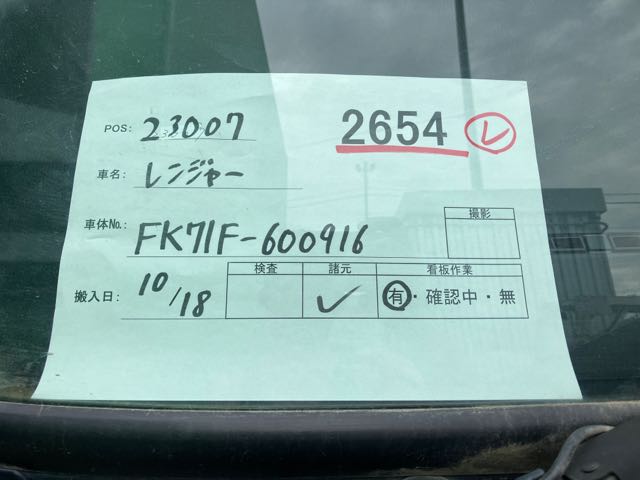 POS: 23007
2654 レ
車名: レンジャー
車体No.: FK71F-600916
撮影
搬入日: 10/18
検査 諸元 看板作業
✓ 有・確認中・無